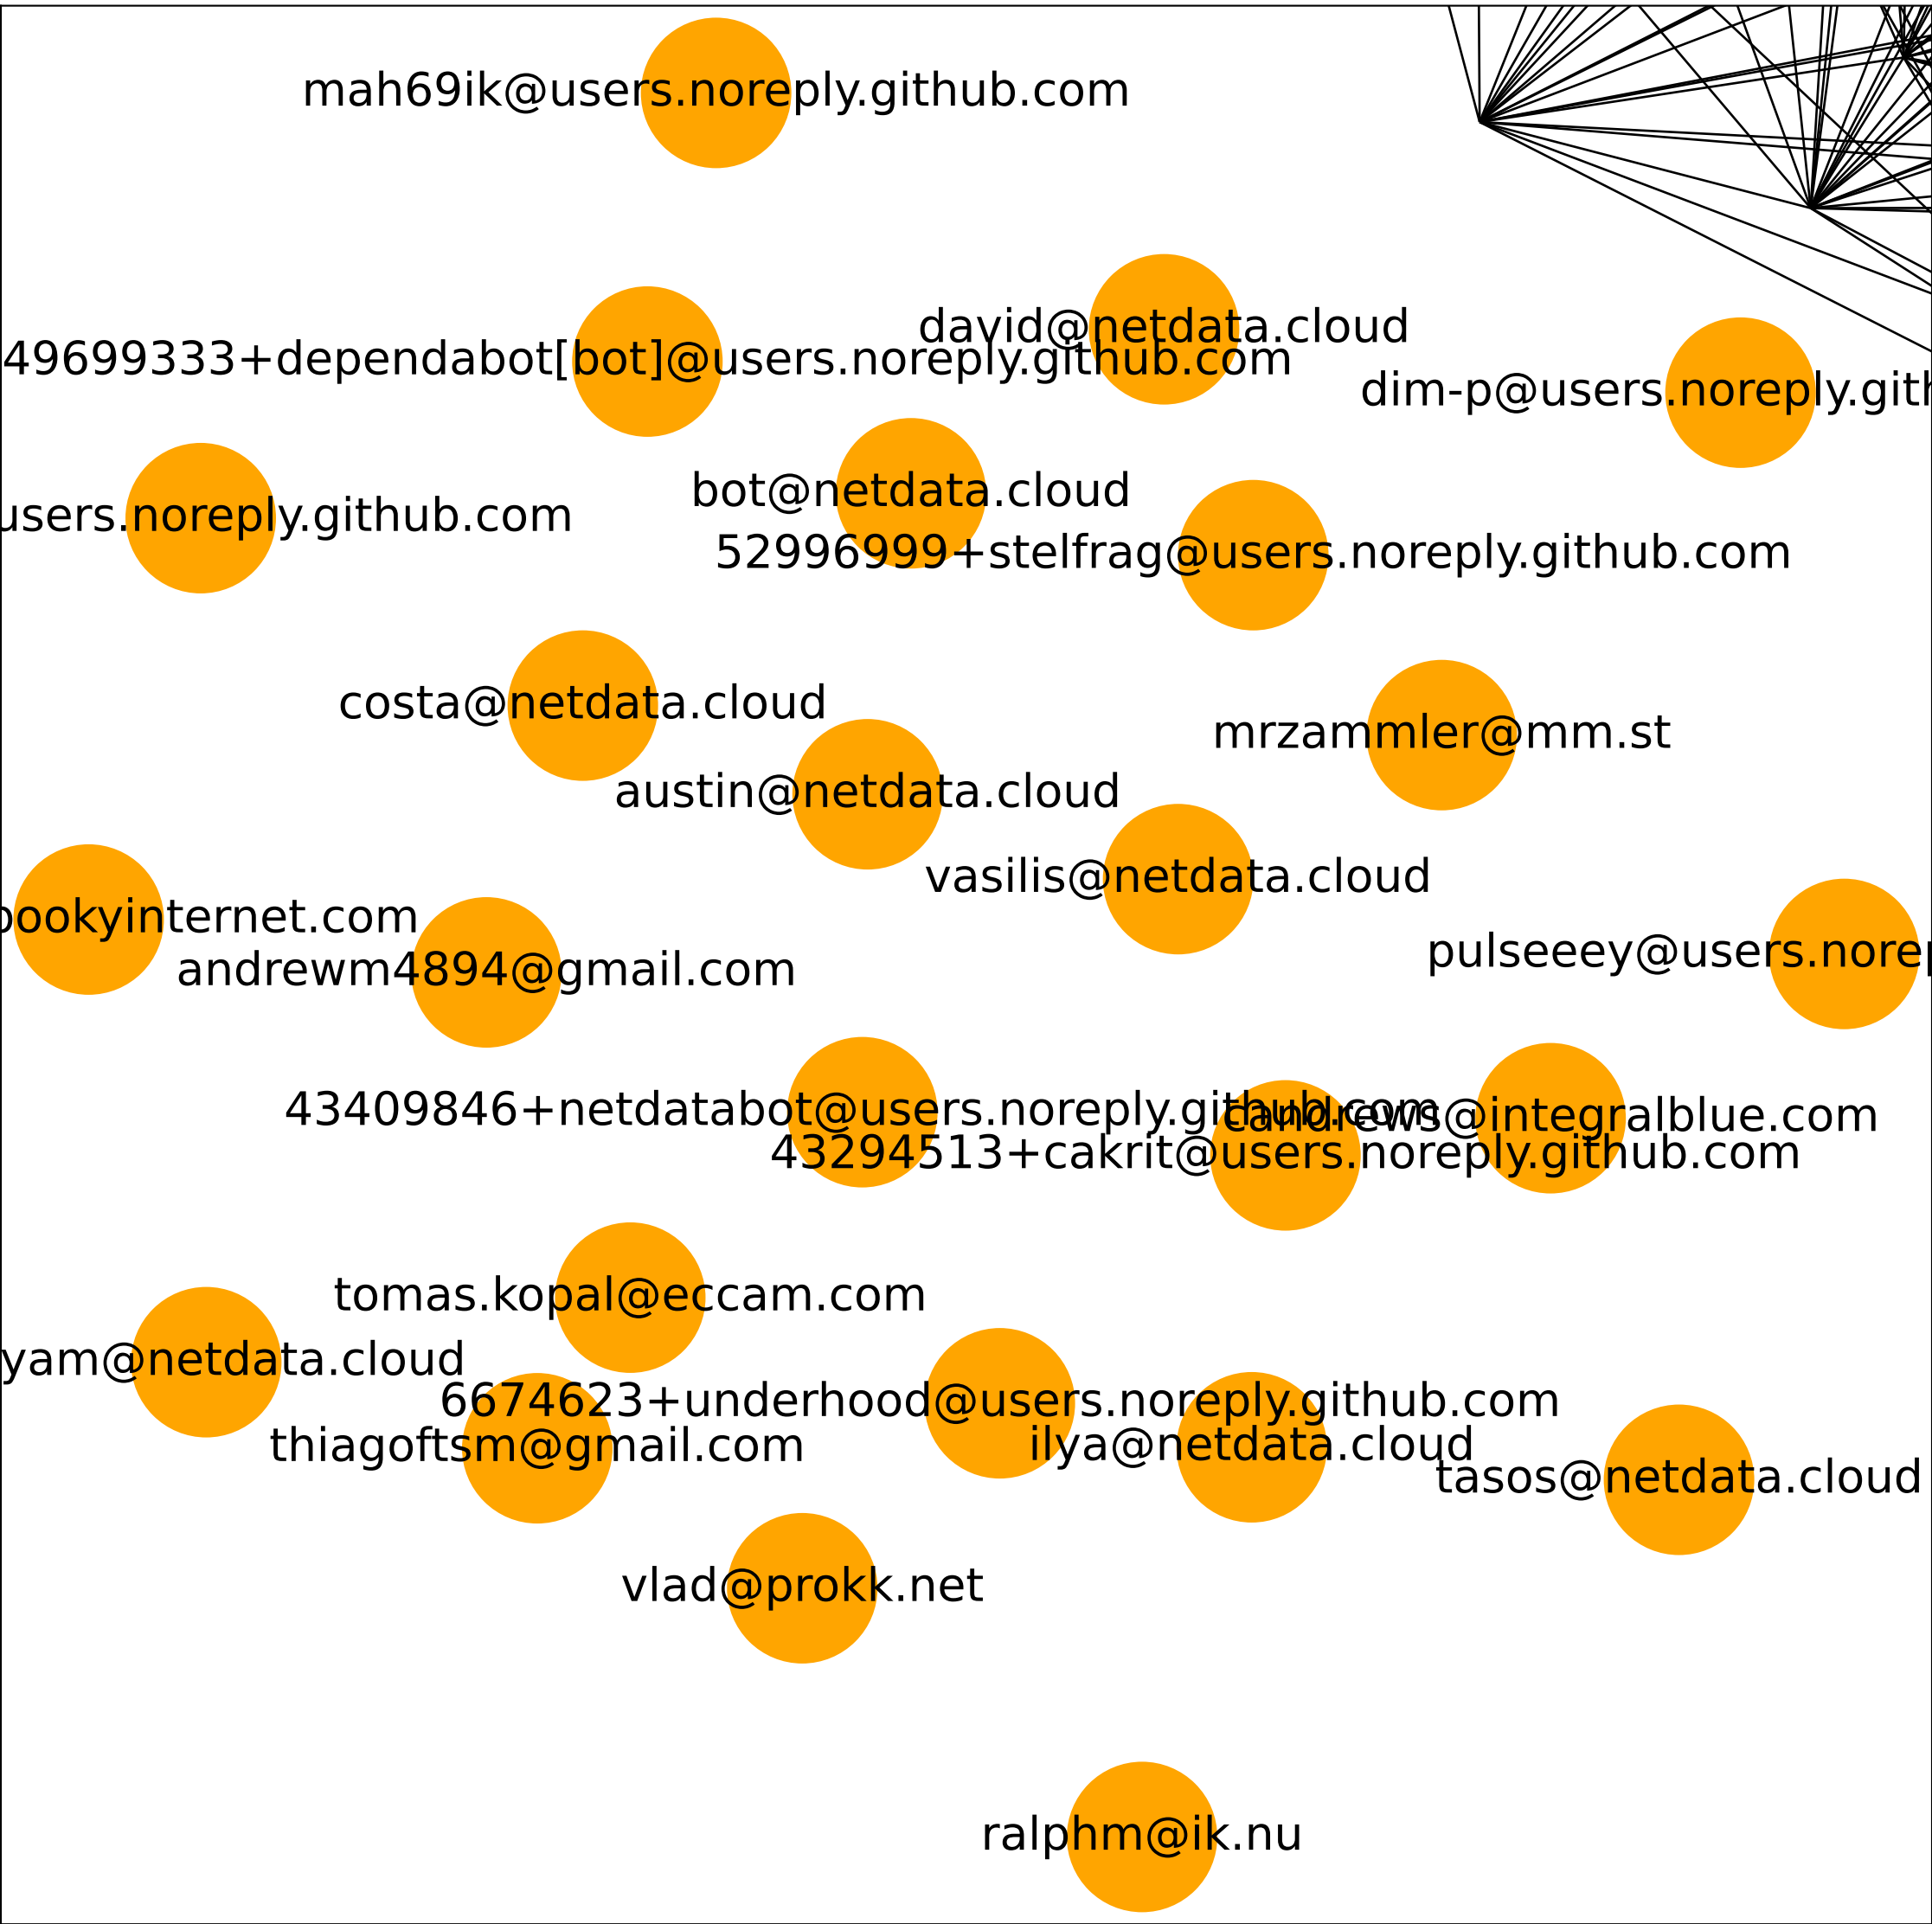 mah69ik@users.noreply.github.com
david@netdata.cloud
49699333+dependabot[bot]@users.noreply.github.com
dim-p@users.noreply.gith
bot@netdata.cloud
users.noreply.github.com
52996999+stelfrag@users.noreply.github.com
costa@netdata.cloud
mrzammler@mm.st
austin@netdata.cloud
vasilis@netdata.cloud
ookyinternet.com
pulseeey@users.norep
andrewm4894@gmail.com
43409846+netdatabot@users.noreply.github.com
candrews@integralblue.com
43294513+cakrit@users.noreply.github.com
tomas.kopal@eccam.com
yam@netdata.cloud
6674623+underhood@users.noreply.github.com
thiagoftsm@gmail.com
ilya@netdata.cloud
tasos@netdata.cloud
vlad@prokk.net
ralphm@ik.nu